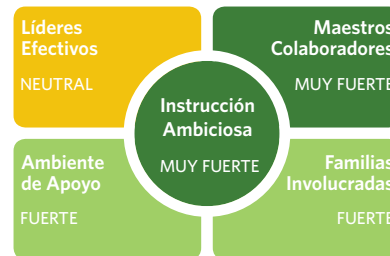 Líderes
Efectivos
NEUTRAL
Maestros
Colaboradores
MUY FUERTE
Instrucción
Ambiciosa
MUY FUERTE
Ambiente
de Apoyo
FUERTE
Familias
Involucradas
FUERTE